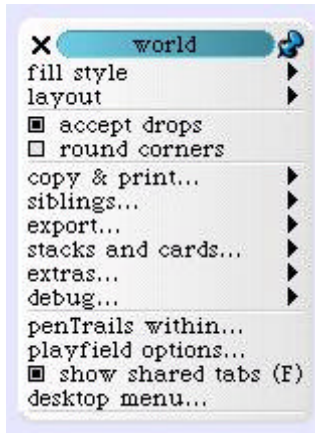 world
fill style
layout
accept drops
round corners
copy & print...
siblings...
export...
stacks and cards...
extras...
debug...
penTrails within...
playfield options...
show shared tabs (F)
desktop menu...